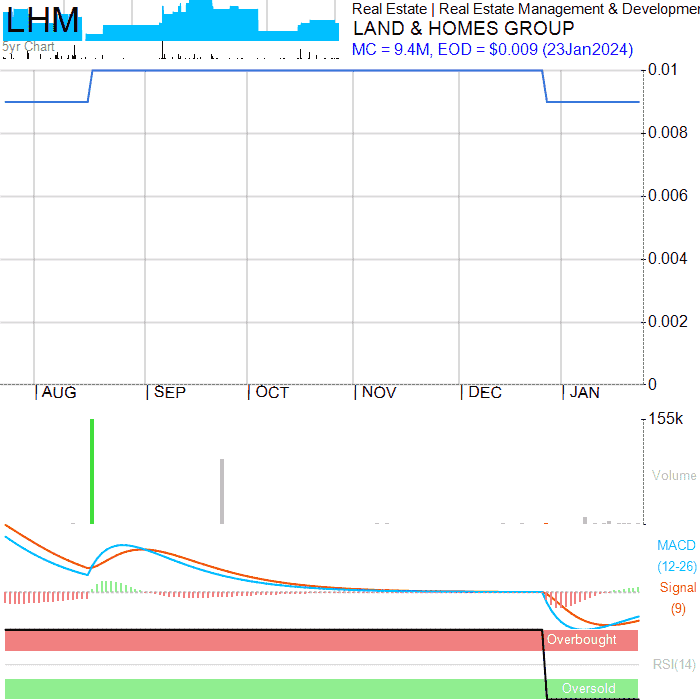 LHM
5yr Chart
Real Estate | Real Estate Management & Developmen
LAND & HOMES GROUP
MC = 9.4M, EOD = $0.009 (23Jan2024)
0.01
0.008
0.006
0.004
0.002
0
AUG SEP OCT NOV DEC JAN
155k
Volume
MACD
(12-26)
Signal
(9)
Overbought
RSI(14)
Oversold